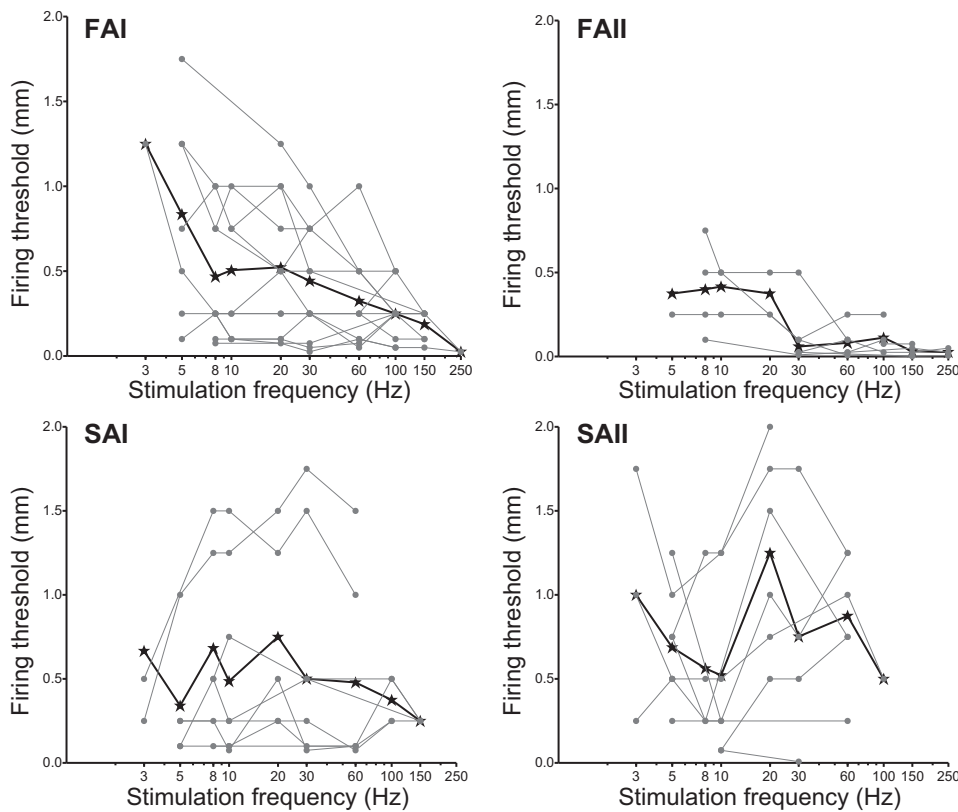 FAI
Firing threshold (mm)
2.0
1.5
1.0
0.5
0.0
3 5 8 10 20 30 60 100 150 250
Stimulation frequency (Hz)
FAII
Firing threshold (mm)
2.0
1.5
1.0
0.5
0.0
3 5 8 10 20 30 60 100 150 250
Stimulation frequency (Hz)
SAI
Firing threshold (mm)
2.0
1.5
1.0
0.5
0.0
3 5 8 10 20 30 60 100 150 250
Stimulation frequency (Hz)
SAII
Firing threshold (mm)
2.0
1.5
1.0
0.5
0.0
3 5 8 10 20 30 60 100 150 250
Stimulation frequency (Hz)